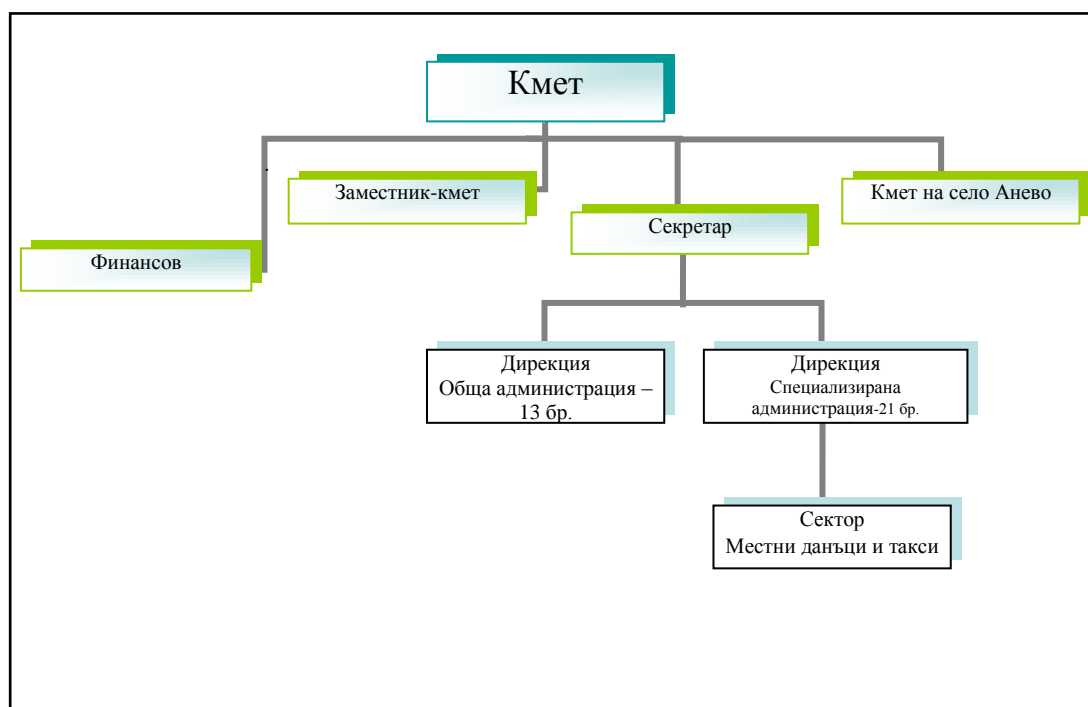 Кмет
Заместник-кмет
Кмет на село Анево
Секретар
Финансов
Дирекция
Обща администрация –
13 бр.
Дирекция
Специализирана
администрация-21 бр.
Сектор
Местни данъци и такси